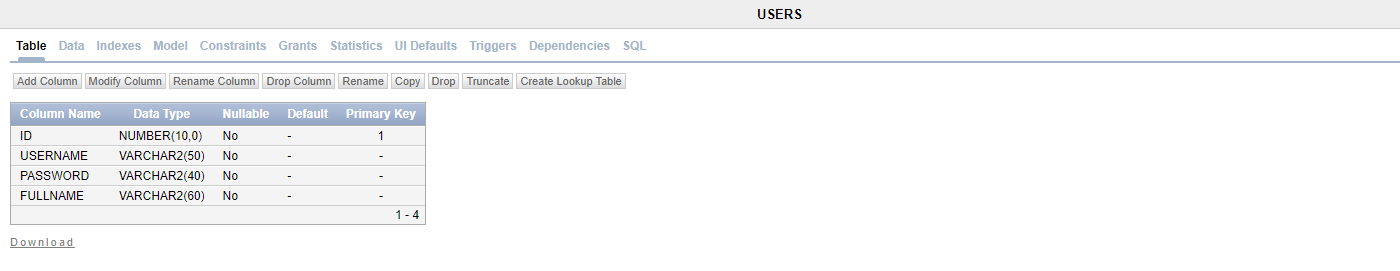 USERS
Table Data Indexes Model Constraints Grants Statistics UI Defaults Triggers Dependencies SQL
Add Column Modify Column Rename Column Drop Column Rename Copy Drop Truncate Create Lookup Table
Column Name Data Type Nullable Default Primary Key
ID NUMBER(10,0) No - 1
USERNAME VARCHAR2(50) No - -
PASSWORD VARCHAR2(40) No - -
FULLNAME VARCHAR2(60) No - -
1 - 4
Download